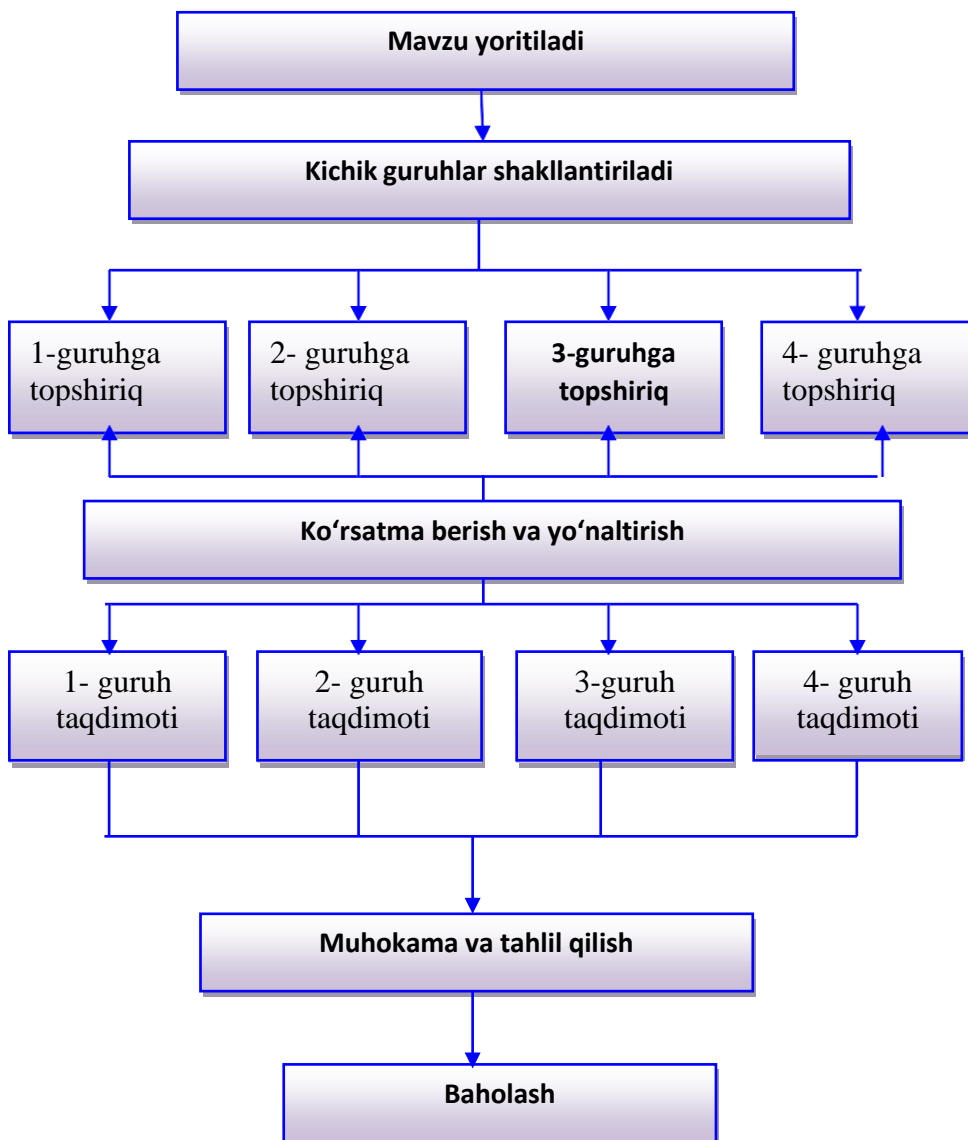 Mavzu yoritiladi
Kichik guruhlar shakllantiriladi
1-guruhga
topshiriq
2- guruhga
topshiriq
3-guruhga
topshiriq
4- guruhga
topshiriq
Ko‘rsatma berish va yo‘naltirish
1- guruh
taqdimoti
2- guruh
taqdimoti
3-guruh
taqdimoti
4- guruh
taqdimoti
Muhokama va tahlil qilish
Baholash